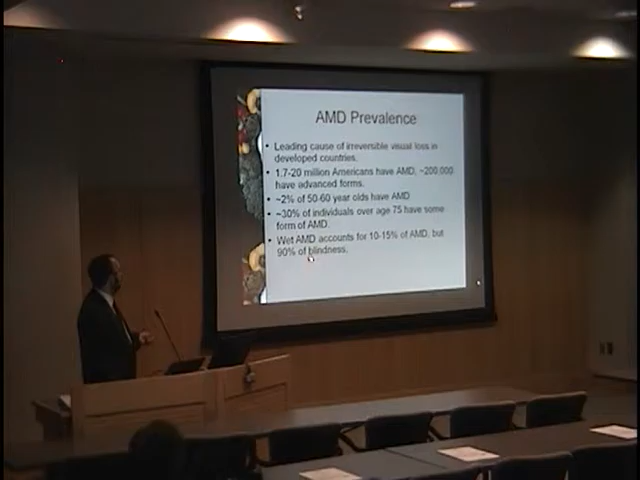 AMD Prevalence
• Leading cause of irreversible visual loss in
developed countries.
• 1.7-20 million Americans have AMD, ~200,000
have advanced forms.
• ~2% of 50-60 year olds have AMD
• ~30% of individuals over age 75 have some
form of AMD.
• Wet AMD accounts for 10-15% of AMD, but
90% of blindness.